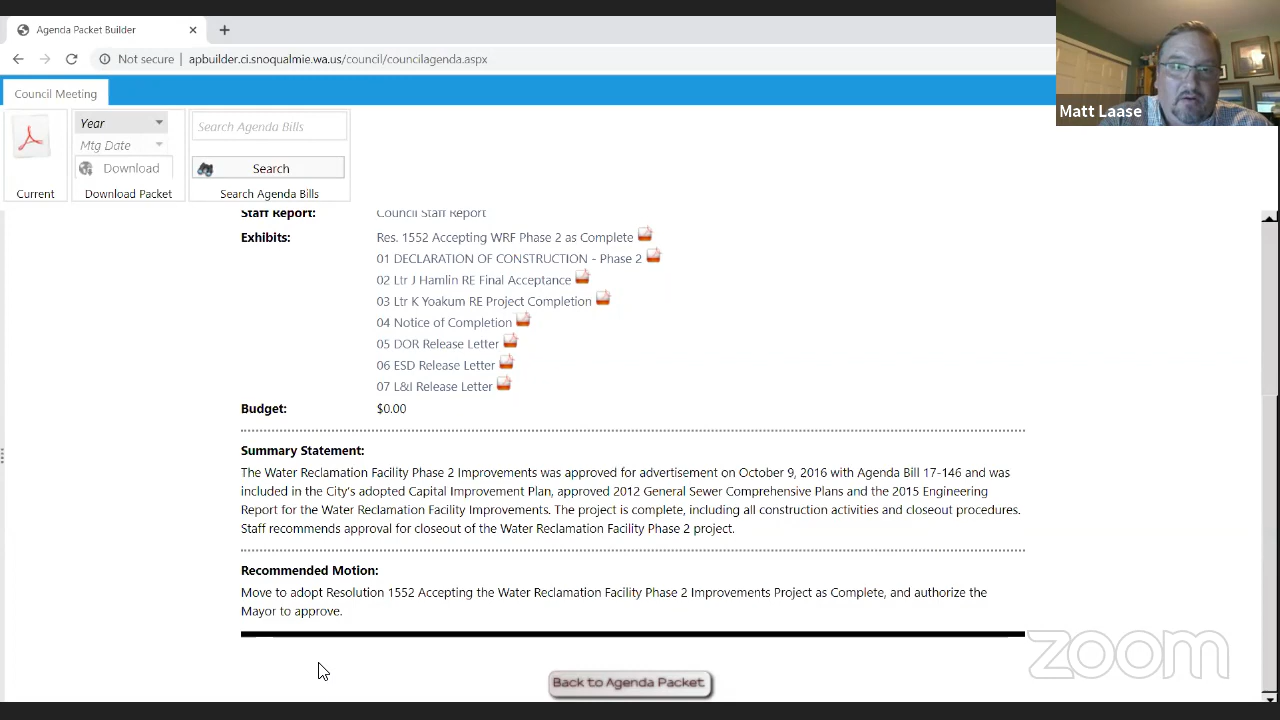 Agenda Packet Builder
Not secure | apbuilder.ci.snoqualmie.wa.us/council/councilagenda.aspx
Matt Laase
Council Meeting
Year
Mtg Date
Download
Search Agenda Bills
Search
Current
Download Packet
Search Agenda Bills
Staff Report: Council Staff Report
Exhibits: Res. 1552 Accepting WRF Phase 2 as Complete
01 DECLARATION OF CONSTRUCTION - Phase 2
02 Ltr J Hamlin RE Final Acceptance
03 Ltr K Yoakum RE Project Completion
04 Notice of Completion
05 DOR Release Letter
06 ESD Release Letter
07 L&I Release Letter
Budget: $0.00
Summary Statement:
The Water Reclamation Facility Phase 2 Improvements was approved for advertisement on October 9, 2016 with Agenda Bill 17-146 and was
included in the City's adopted Capital Improvement Plan, approved 2012 General Sewer Comprehensive Plans and the 2015 Engineering
Report for the Water Reclamation Facility Improvements. The project is complete, including all construction activities and closeout procedures.
Staff recommends approval for closeout of the Water Reclamation Facility Phase 2 project.
Recommended Motion:
Move to adopt Resolution 1552 Accepting the Water Reclamation Facility Phase 2 Improvements Project as Complete, and authorize the
Mayor to approve.
zoom
Back to Agenda Packet